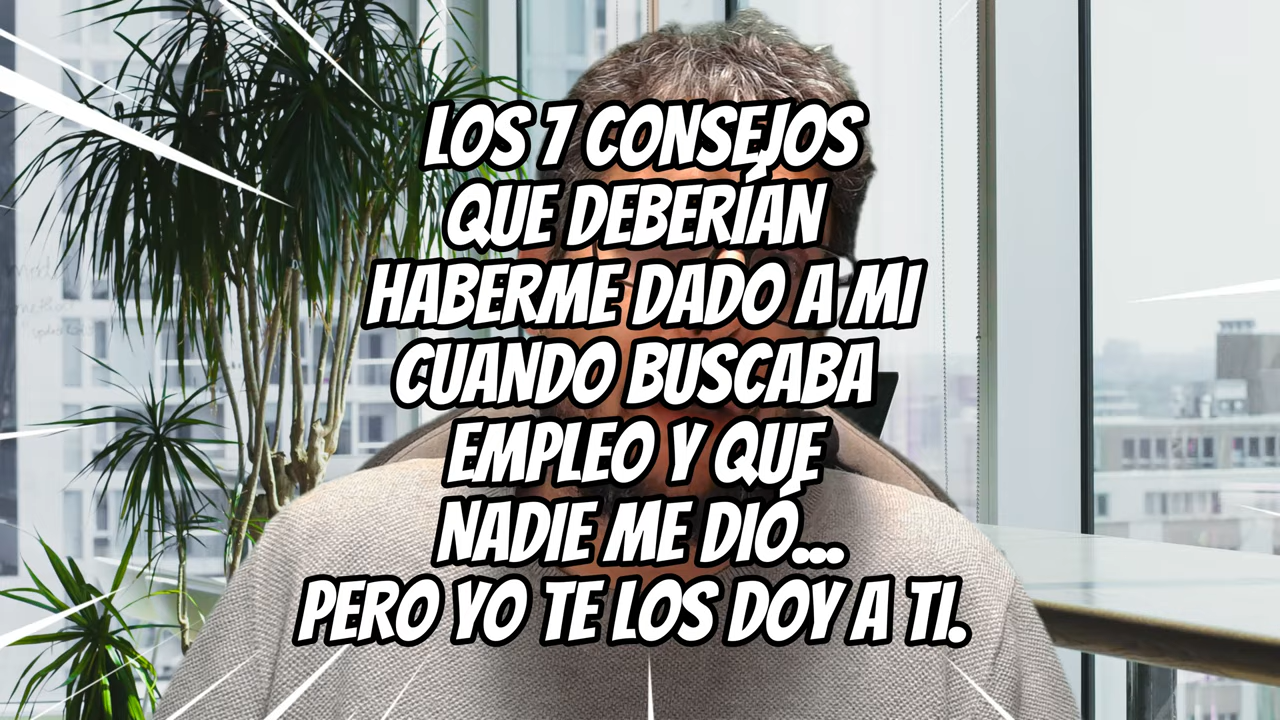 LOS 7 CONSEJOS
QUE DEBERÍAN
HABERME DADO A MI
CUANDO BUSCABA
EMPLEO Y QUE
NADIE ME DIÓ...
PERO YO TE LOS DOY A TI.